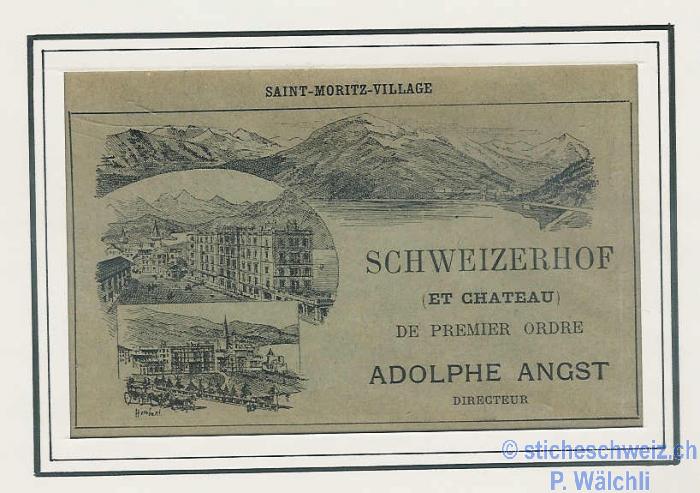 SAINT-MORITZ-VILLAGE
SCHWEIZERHOF
(ET CHATEAU)
DE PREMIER ORDRE
ADOLPHE ANGST
DIRECTEUR
© sticheschweiz.ch
P. Wälchli